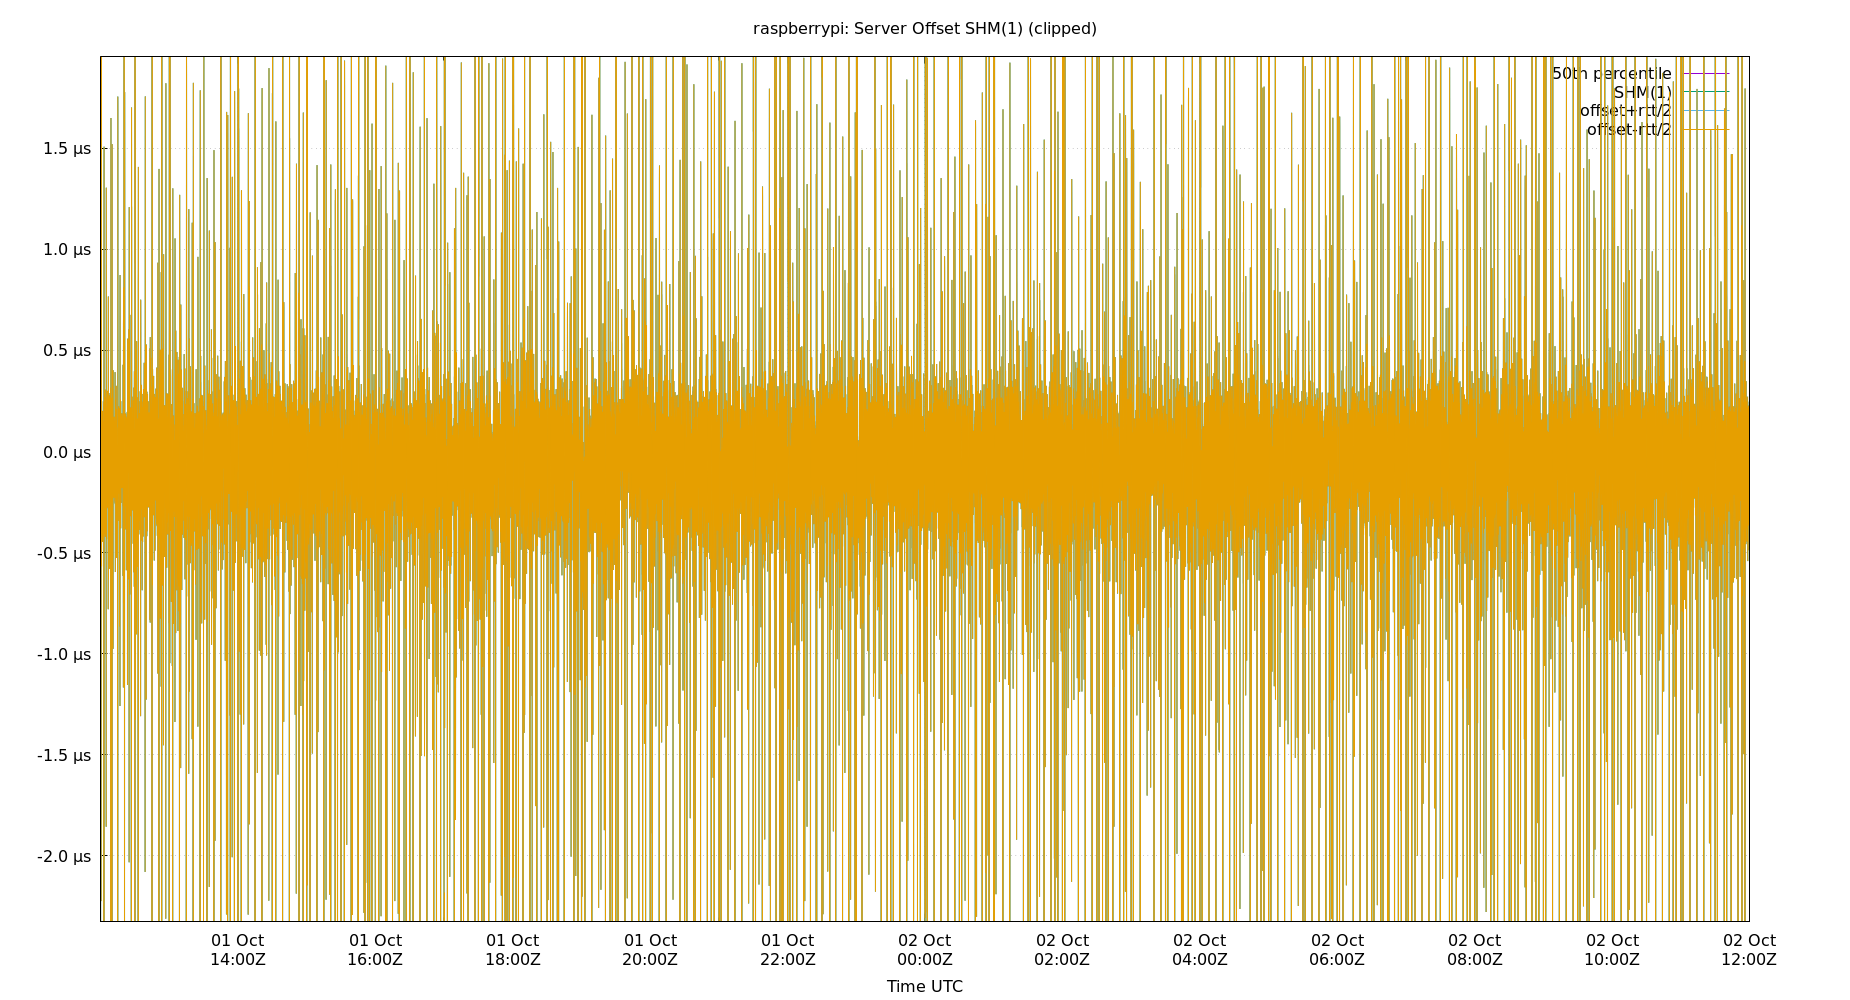 raspberrypi: Server Offset SHM(1) (clipped)
50th percentile
SHM(1)
offset+rtt/2
offset-rtt/2
1.5 µs
1.0 µs
0.5 µs
0.0 µs
-0.5 µs
-1.0 µs
-1.5 µs
-2.0 µs
01 Oct 01 Oct 01 Oct 01 Oct 01 Oct 02 Oct 02 Oct 02 Oct 02 Oct 02 Oct 02 Oct 02 Oct
14:00Z 16:00Z 18:00Z 20:00Z 22:00Z 00:00Z 02:00Z 04:00Z 06:00Z 08:00Z 10:00Z 12:00Z
Time UTC